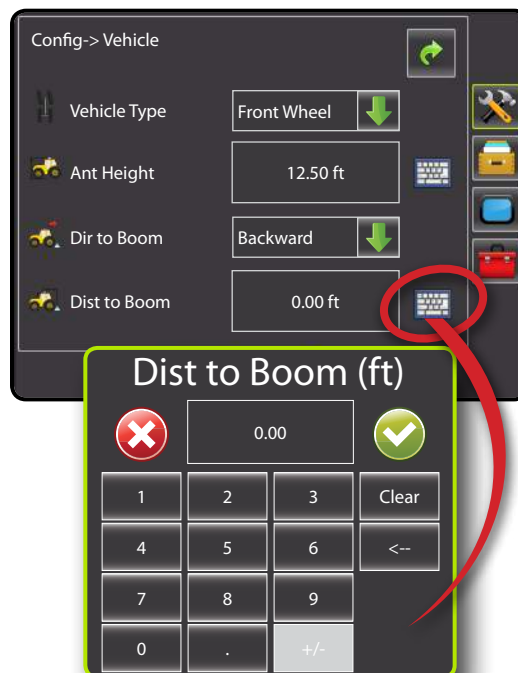 Config-> Vehicle
Vehicle Type Front Wheel
Ant Height 12.50 ft
Dir to Boom Backward
Dist to Boom 0.00 ft
Dist to Boom (ft)
0.00
1 2 3 Clear
4 5 6 <--
7 8 9
0 . +/-